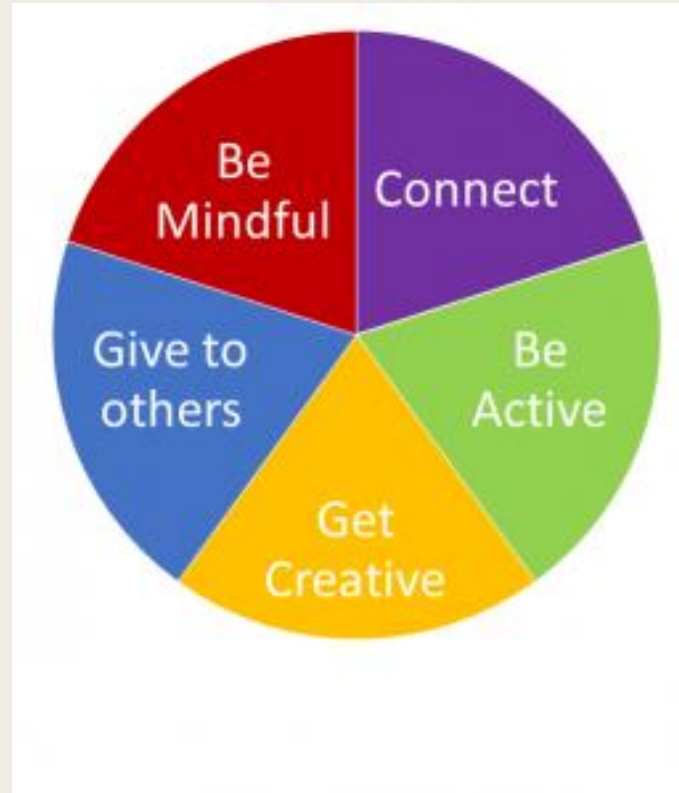 Be
Mindful
Connect
Give to
others
Be
Active
Get
Creative